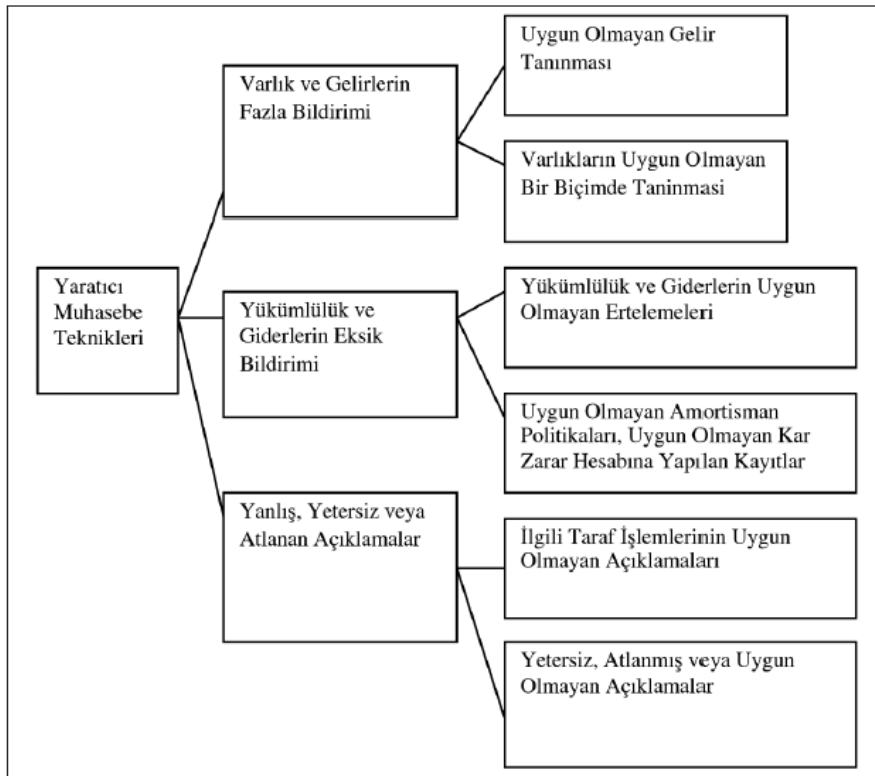 Yaratıcı
Muhasebe
Teknikleri
Varlık ve Gelirlerin
Fazla Bildirimi
Uygun Olmayan Gelir
Tanınması
Varlıkların Uygun Olmayan
Bir Biçimde Taninmasi
Yükümlülük ve
Giderlerin Eksik
Bildirimi
Yükümlülük ve Giderlerin Uygun
Olmayan Ertelemeleri
Uygun Olmayan Amortisman
Politikaları, Uygun Olmayan Kar
Zarar Hesabına Yapılan Kayıtlar
Yanlış, Yetersiz veya
Atlanan Açıklamalar
İlgili Taraf İşlemlerinin Uygun
Olmayan Açıklamaları
Yetersiz, Atlanmış veya Uygun
Olmayan Açıklamalar